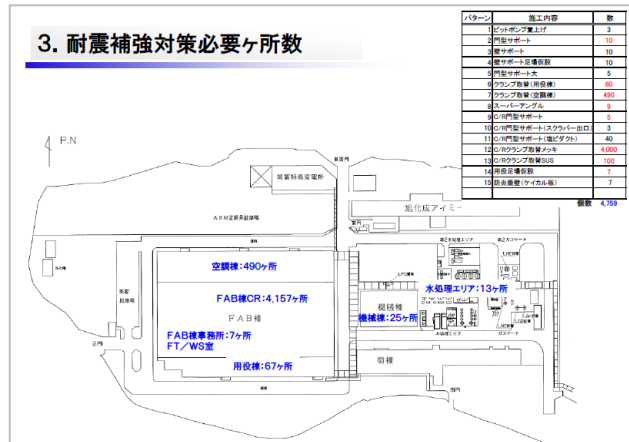 3. 耐震補強対策必要ヶ所数
パターン 施工内容 数
1 ピットポンプ嵩上げ 3
2 門型サポート 10
3 壁サポート 10
4 壁サポート足場仮設 10
5 門型サポート大 5
6 クランプ取替(用役棟) 60
7 クランプ取替(空調棟) 490
8 スーパーアングル 9
9 C/R門型サポート 5
10 C/R門型サポート(スクラバー出口) 3
11 C/R門型サポート(塩ビダクト) 40
12 C/Rクランプ取替メッキ 4,000
13 C/Rクランプ取替SUS 100
14 用役足場仮設 7
15 防炎垂壁(ケイカル板) 7
個数 4,759
P.N
旭化成アイミー
空調棟:490ヶ所
水処理エリア:13ヶ所
FAB棟CR:4,157ヶ所
機械棟
FAB棟
機械棟:25ヶ所
FAB棟事務所:7ヶ所
FT/WS室
水処理エリア
用役棟:67ヶ所
正門